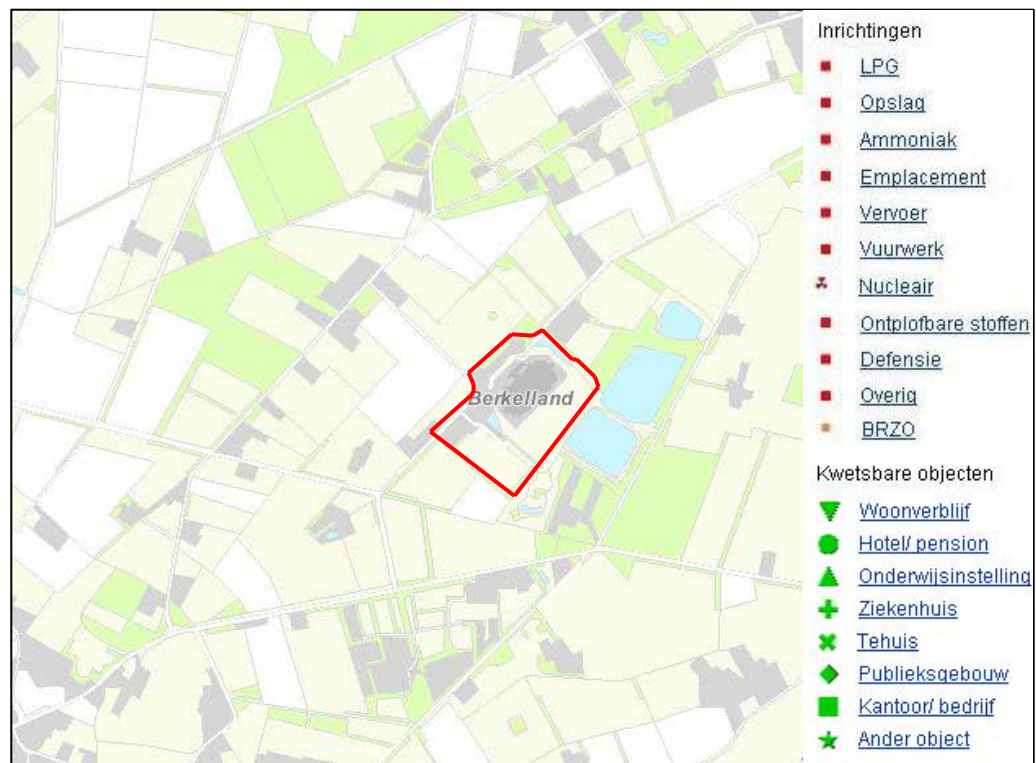 Berkelland
Inrichtingen
LPG
Opslag
Ammoniak
Emplacement
Vervoer
Vuurwerk
Nucleair
Ontplofbare stoffen
Defensie
Overig
BRZO
Kwetsbare objecten
Woonverblijf
Hotel/ pension
Onderwijsinstelling
Ziekenhuis
Tehuis
Publieksgebouw
Kantoor/ bedrijf
Ander object